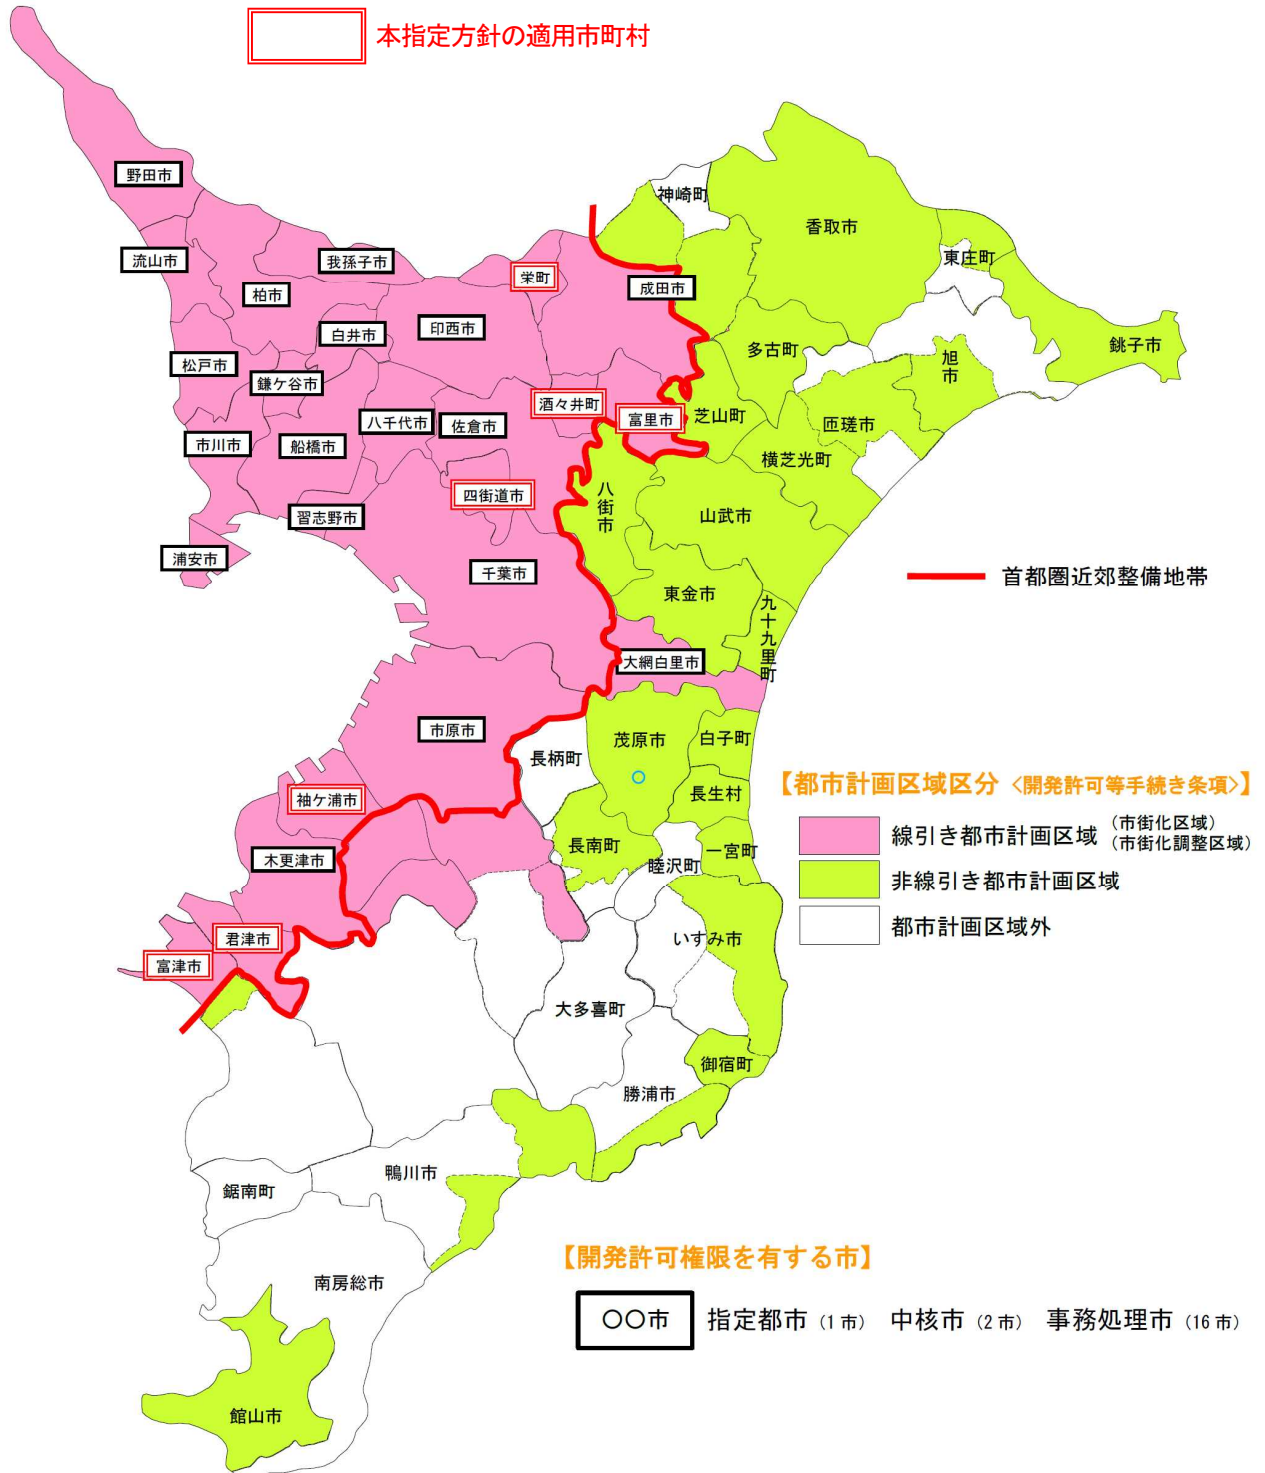 本指定方針の適用市町村
野田市
神崎町
香取市
流山市
我孫子市
東庄町
栄町
成田市
柏市
白井市
印西市
多古町
旭市
銚子市
松戸市
鎌ケ谷市
酒々井町
富里市
芝山町
八千代市
佐倉市
匝瑳市
市川市
船橋市
横芝光町
四街道市
八街市
習志野市
山武市
浦安市
千葉市
首都圏近郊整備地帯
東金市
九十九里町
大網白里市
市原市
茂原市
白子町
長柄町
【都市計画区域区分 〈開発許可等手続き条項〉】
袖ケ浦市
長生村
線引き都市計画区域 (市街化区域)
(市街化調整区域)
長南町
一宮町
木更津市
睦沢町
非線引き都市計画区域
都市計画区域外
君津市
いすみ市
富津市
大多喜町
御宿町
勝浦市
鴨川市
鋸南町
【開発許可権限を有する市】
南房総市
〇〇市 指定都市 (1市) 中核市 (2市) 事務処理市 (16市)
館山市